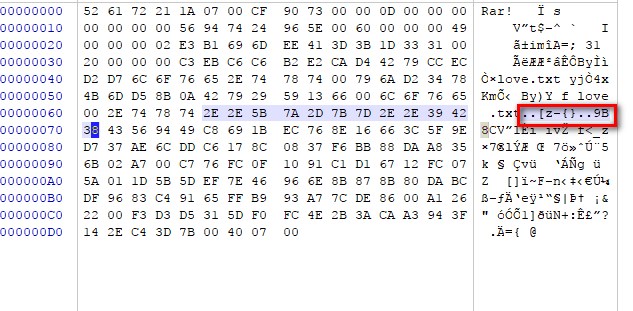 00000000 52 61 72 21 1A 07 00 CF 90 73 00 00 0D 00 00 00 Rar! Ï s
00000010 00 00 00 00 56 94 74 24 96 5E 00 60 00 00 00 49 V”t$–^ ` I
00000020 00 00 00 02 E3 B1 69 6D EE 41 3D 3B 1D 33 31 00 ã±imîA=; 31
00000030 20 00 00 00 C3 EB C6 C6 B2 E2 CA D4 42 79 CC EC ÃëÆÆ²âÊÔByÌì
00000040 D2 D7 6C 6F 76 65 2E 74 78 74 00 79 6A D2 34 78 Ò×love.txt yjÒ4x
00000050 4B 6D D5 8B 0A 42 79 29 59 13 66 00 6C 6F 76 65 KmÕ‹ By)Y f love
00000060 00 2E 74 78 74 2E 2E 5B 7A 2D 7B 7D 2E 2E 39 42 .txt..[z-{}..9B
00000070 38 43 56 94 49 C8 69 1B EC 76 8E 16 66 3C 5F 9E 8CV”IÈi ìvŽ f<_ž
00000080 D7 37 AE 6C DD C6 17 8C 08 37 F6 BB 88 DA A8 35 ×7®lÝÆ Œ 7ö»ˆÚ¨5
00000090 6B 02 A7 00 C7 76 FC 0F 10 91 C1 D1 67 12 FC 07 k § Çvü ‘ÁÑg ü
000000A0 5A 01 1D 5B 5D EF 7E 46 96 6E 8B 87 8B 80 DA BC Z []ï~F–n‹‡‹€Ú¼
000000B0 DF 96 83 C4 91 65 FF B9 93 A7 7C DE 86 00 A1 26 ß–ƒÄ‘eÿ¹“§|Þ† ¡&
000000C0 22 00 F3 D3 D5 31 5D F0 FC 4E 2B 3A CA A3 94 3F " óÓÕ1]ðüN+:Ê£”?
000000D0 14 2E C4 3D 7B 00 40 07 00 .Ä={ @